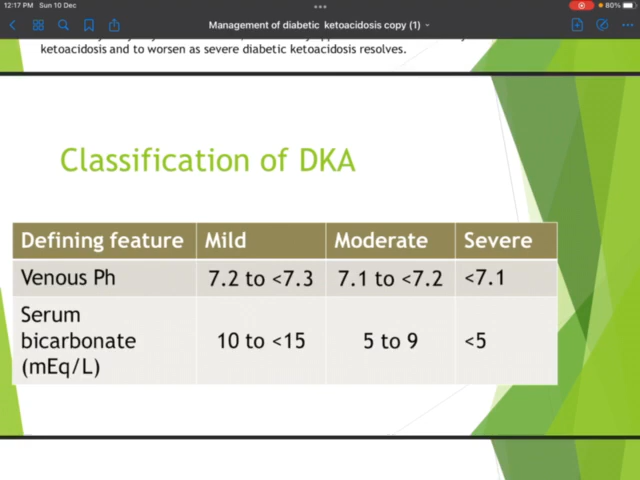 12:17 PM Sun 10 Dec
80%
Management of diabetic ketoacidosis copy (1)
ketoacidosis and to worsen as severe diabetic ketoacidosis resolves.
Classification of DKA
Defining feature Mild Moderate Severe
Venous Ph 7.2 to <7.3 7.1 to <7.2 <7.1
Serum
bicarbonate 10 to <15 5 to 9 <5
(mEq/L)